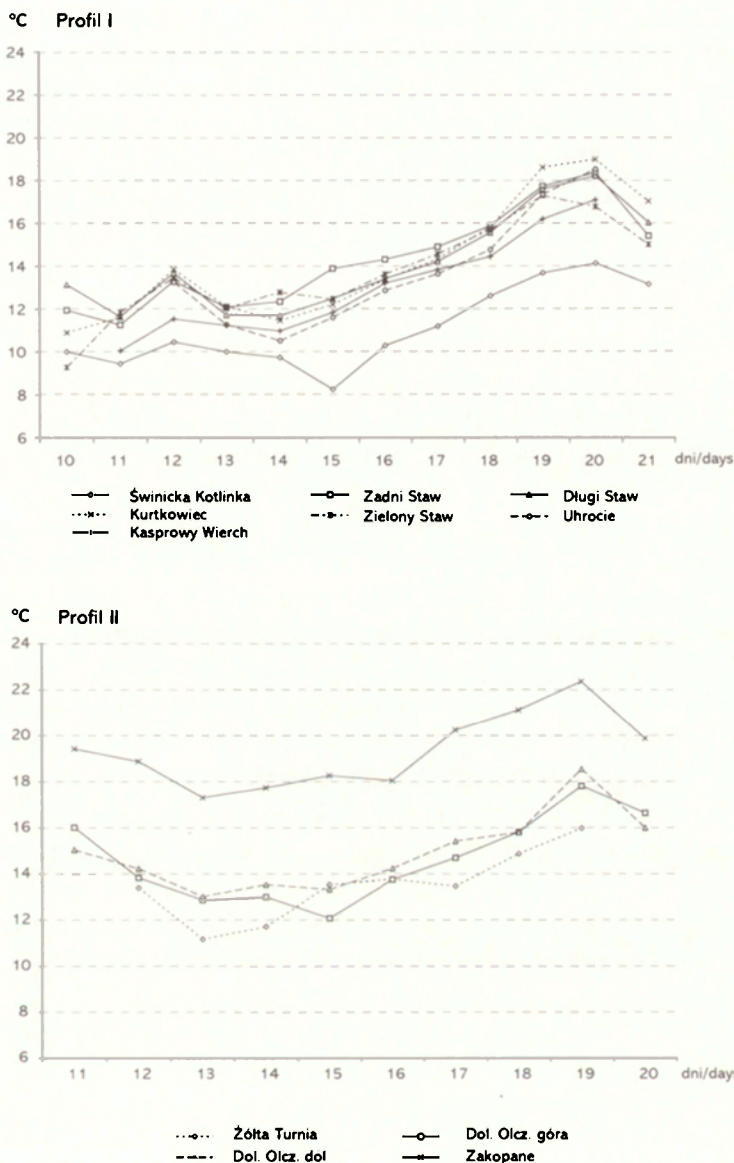 °C Profil I
24
22
20
18
16
14
12
10
8
6
10 11 12 13 14 15 16 17 18 19 20 21 dni/days
Świnicka Kotlinka Zadni Staw Długi Staw
Kurtkowiec Zielony Staw Uhrocie
Kasprowy Wierch
°C Profil II
24
22
20
18
16
14
12
10
8
6
11 12 13 14 15 16 17 18 19 20 dni/days
Żółta Turnia Dol. Olcz. góra
Dol. Olcz. dol Zakopane